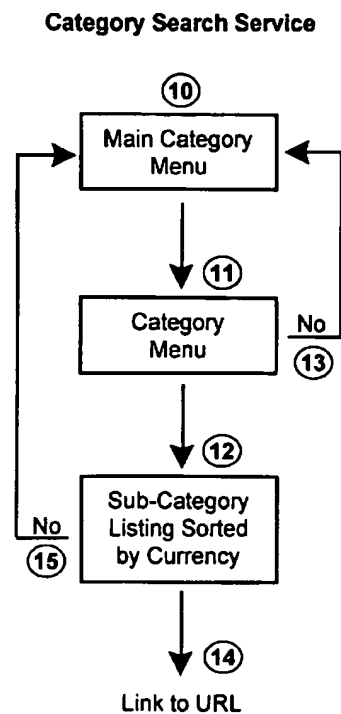 Category Search Service
10
Main Category
Menu
11
Category
Menu
No
13
12
Sub-Category
Listing Sorted
by Currency
No
15
14
Link to URL